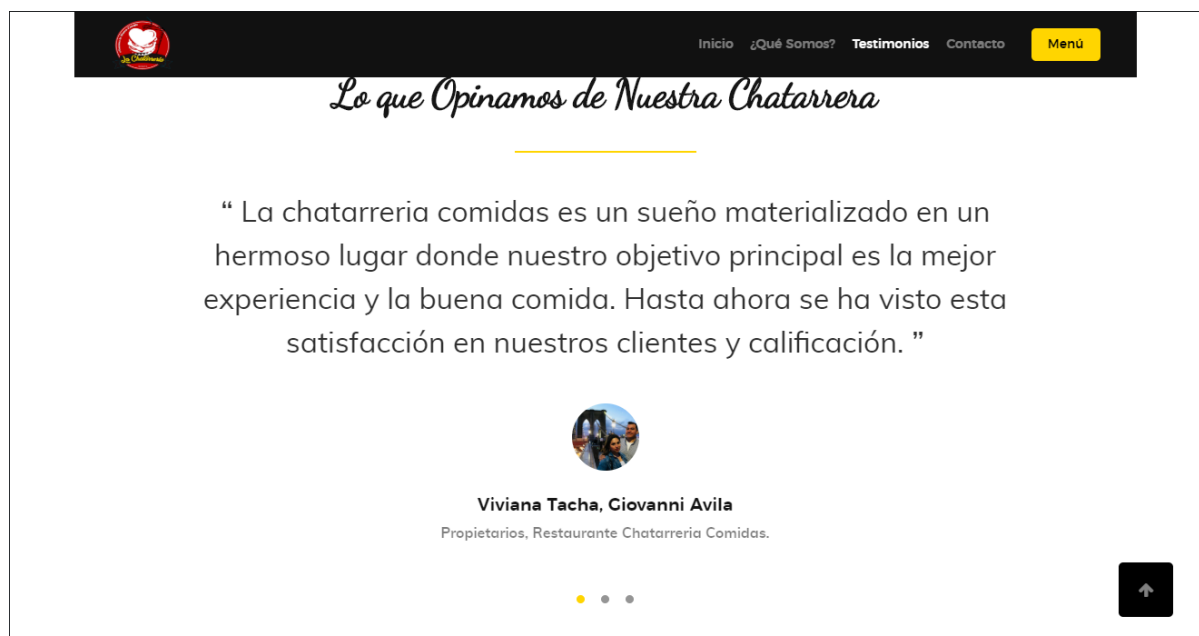 La Chatarreria
Inicio ¿Qué Somos? Testimonios Contacto Menú
Lo que Opinamos de Nuestra Chatarrera
“ La chatarreria comidas es un sueño materializado en un
hermoso lugar donde nuestro objetivo principal es la mejor
experiencia y la buena comida. Hasta ahora se ha visto esta
satisfacción en nuestros clientes y calificación. ”
Viviana Tacha, Giovanni Avila
Propietarios, Restaurante Chatarreria Comidas.